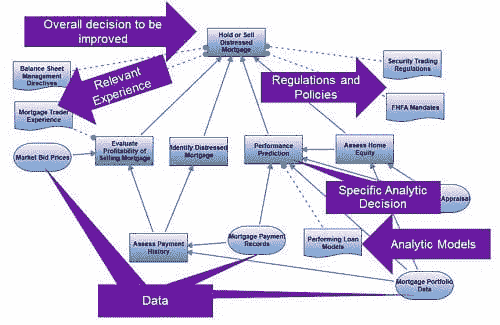 Overall decision to be
improved
Hold or Sell
Distressed
Mortgage
Balance Sheet
Management
Directives
Relevant
Experience
Security Trading
Regulations
Regulations and
Policies
FHFA Mandates
Mortgage Trader
Experience
Market Bid Prices
Evaluate
Profitability of
Selling Mortgage
Identify Distressed
Mortgage
Performance
Prediction
Assess Home
Equity
Specific Analytic
Decision
Appraisal
Assess Payment
History
Mortgage Payment
Records
Performing Loan
Models
Analytic Models
Data
Mortgage Portfolio
Data